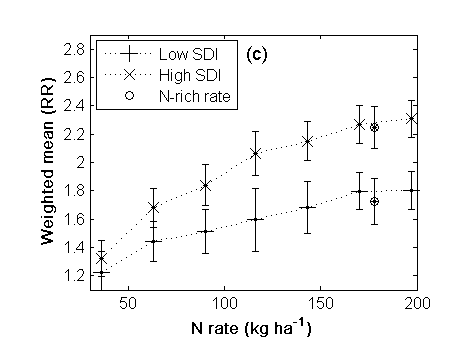 Low SDI
High SDI
N-rich rate
(c)
2.8
2.6
2.4
2.2
2
1.8
1.6
1.4
1.2
Weighted mean (RR)
50
100
150
200
N rate (kg ha⁻¹)